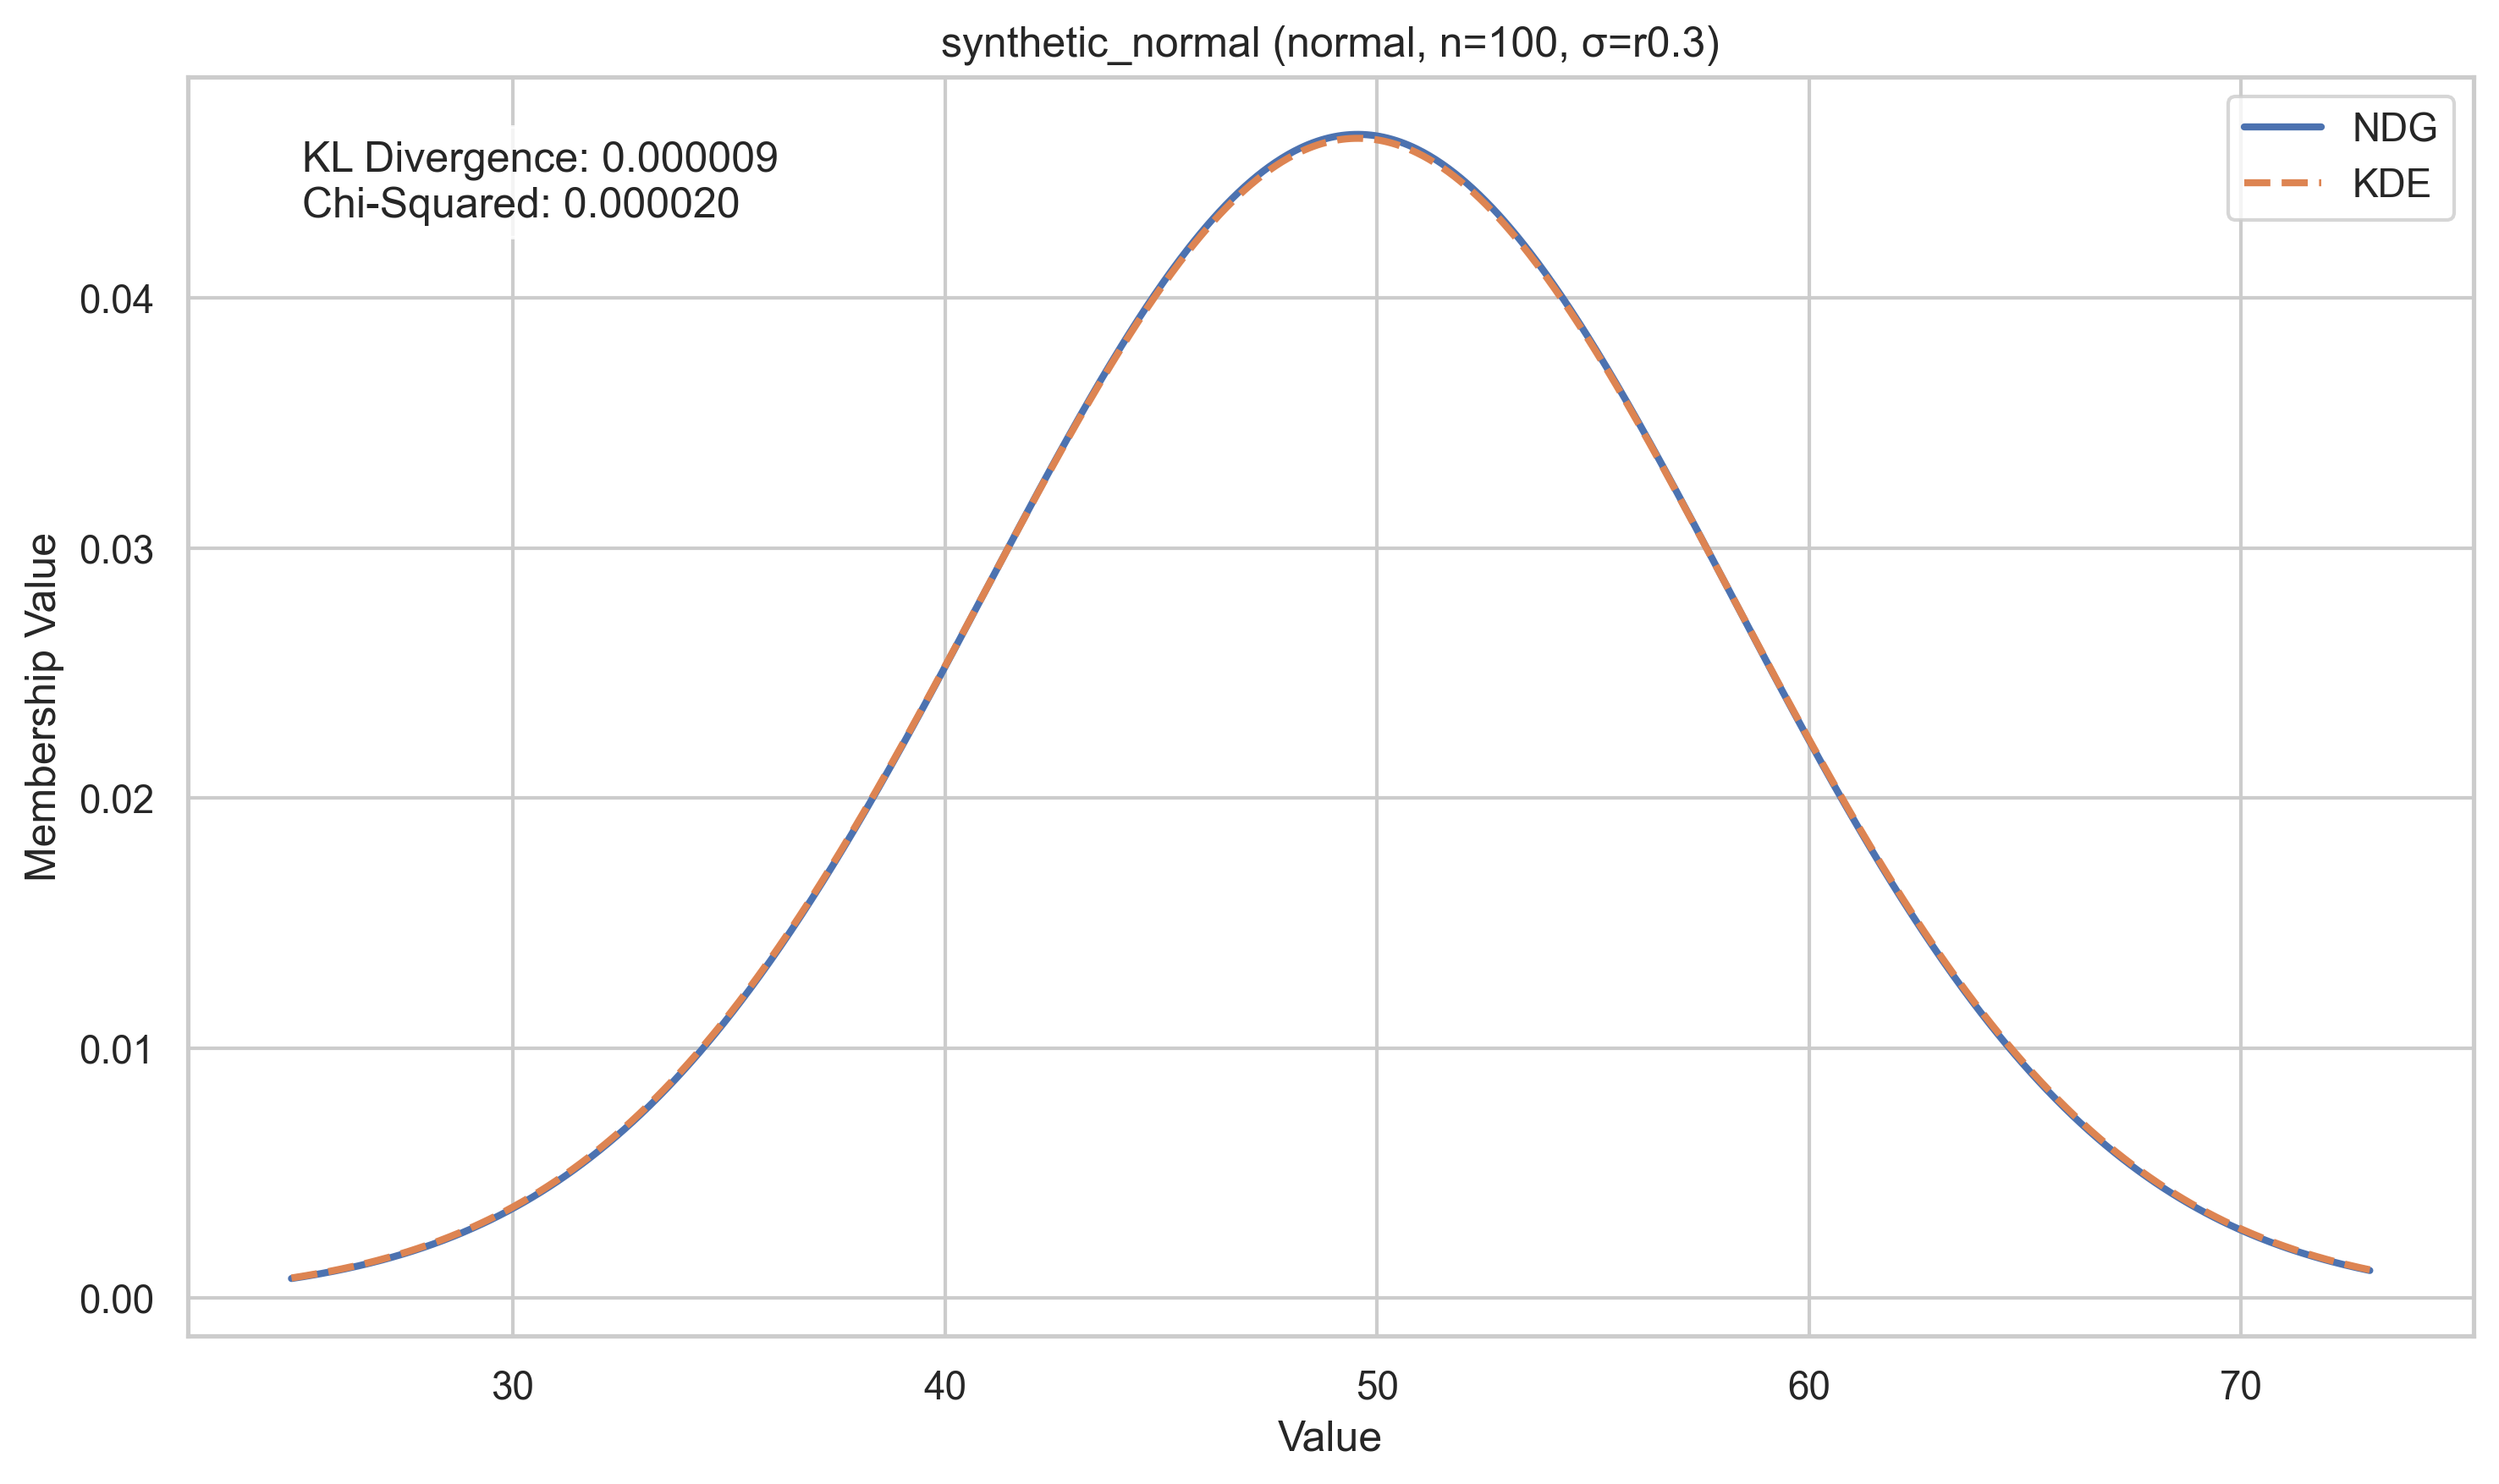 synthetic_normal (normal, n=100, σ=r0.3)
KL Divergence: 0.000009
Chi-Squared: 0.000020
NDG
KDE
Membership Value
0.04
0.03
0.02
0.01
0.00
30 40 50 60 70
Value